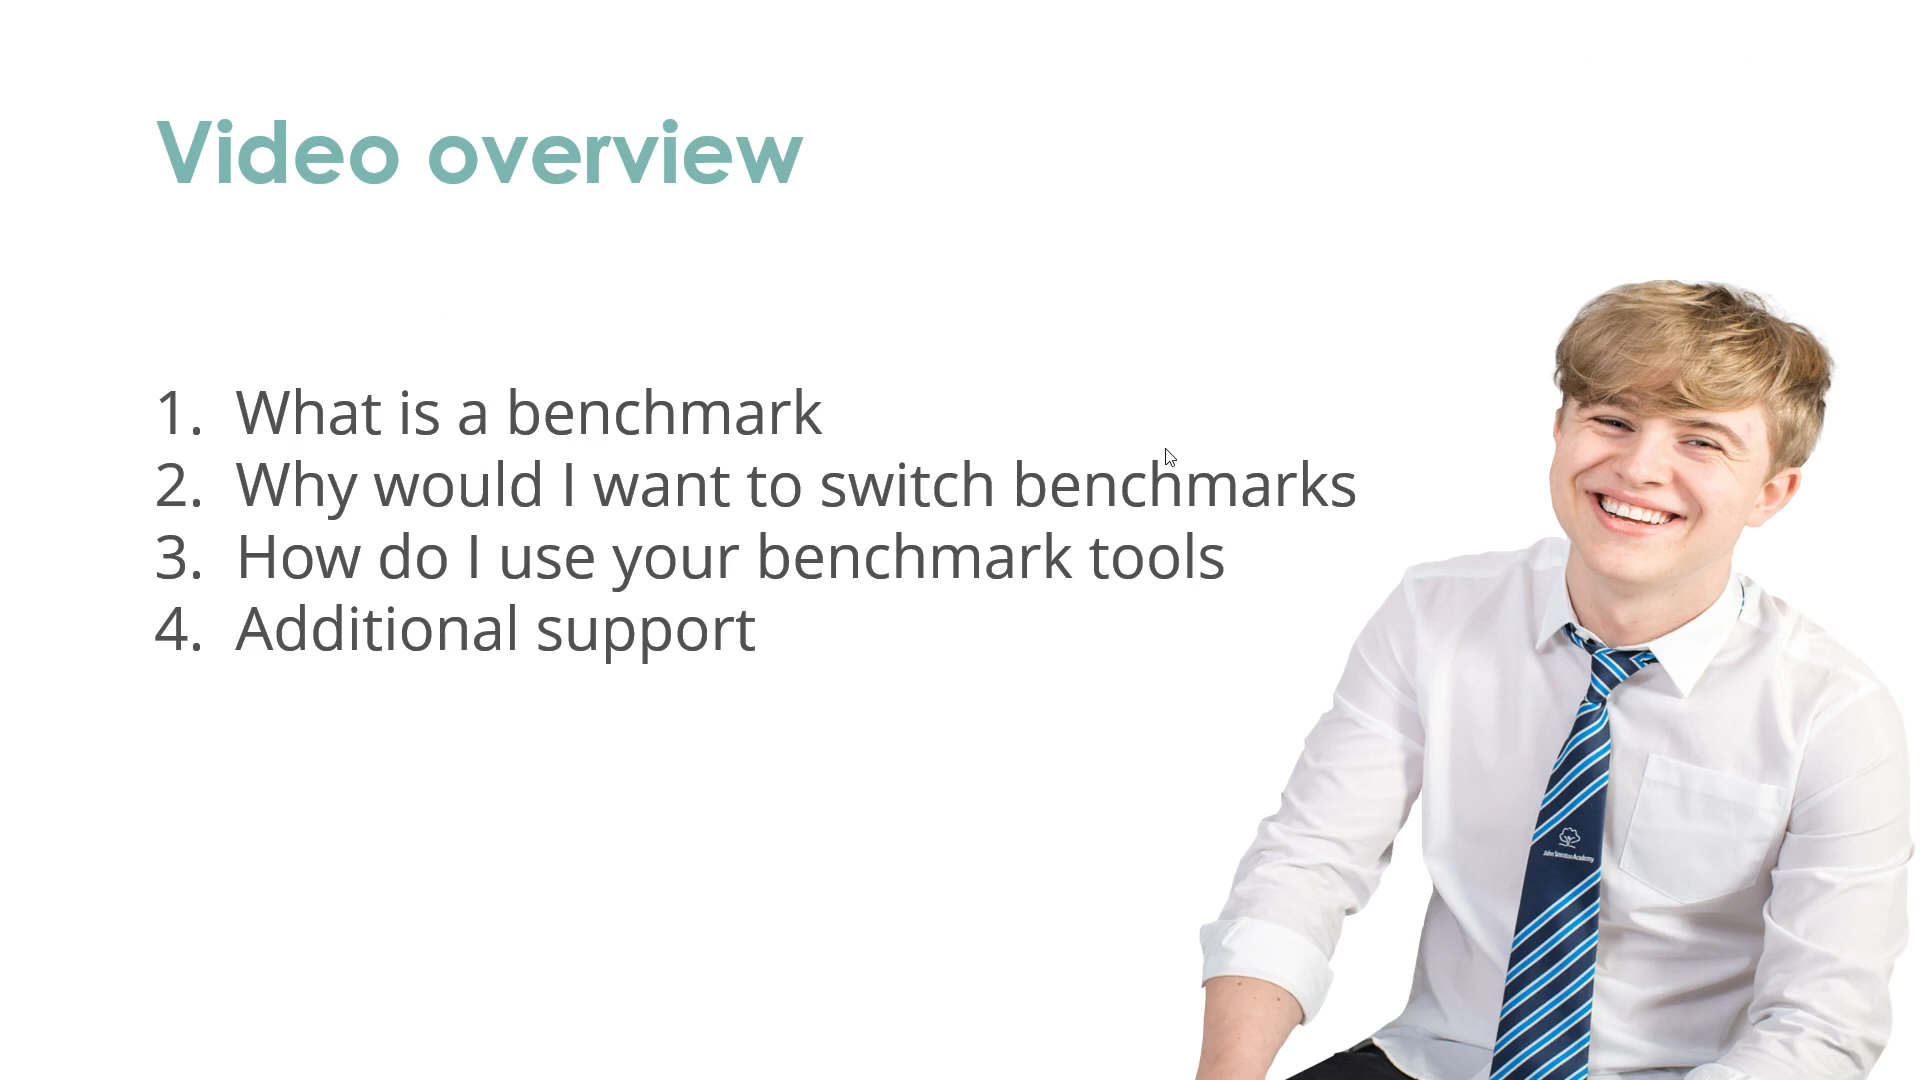 Video overview
1. What is a benchmark
2. Why would I want to switch benchmarks
3. How do I use your benchmark tools
4. Additional support